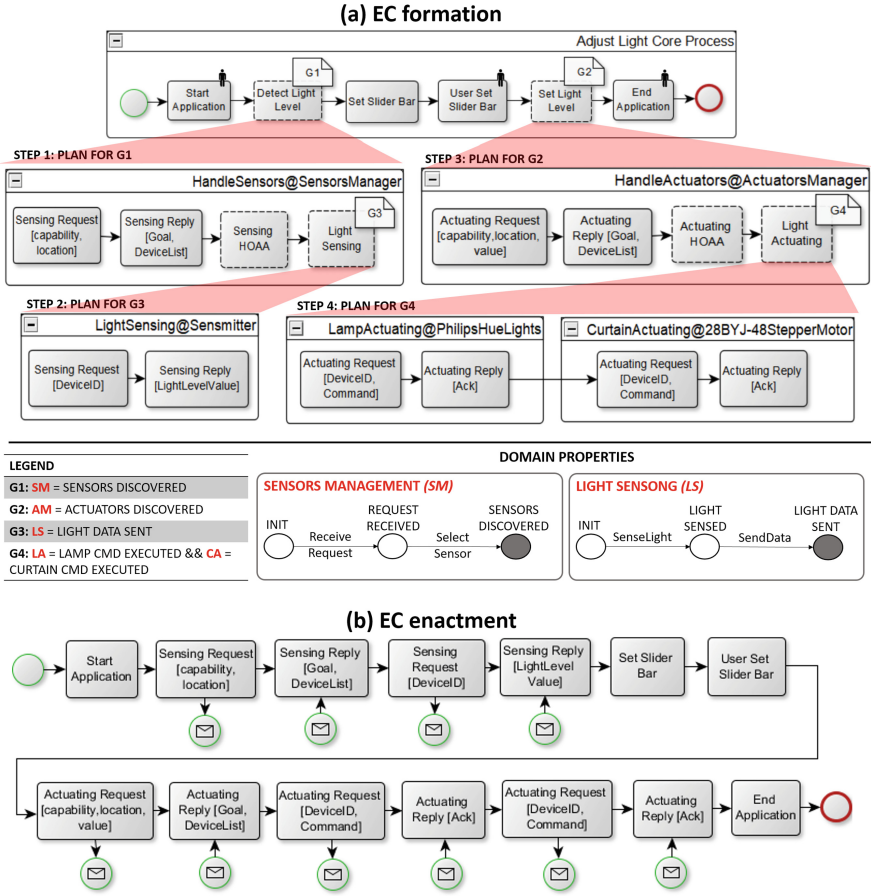 (a) EC formation
Adjust Light Core Process
G1
G2
Start
Application
Detect Light
Level
Set Slider Bar
User Set
Slider Bar
Set Light
Level
End
Application
STEP 1: PLAN FOR G1
STEP 3: PLAN FOR G2
HandleSensors@SensorsManager
G3
Sensing Request
[capability,
location]
Sensing Reply
[Goal,
DeviceList]
Sensing
HOAA
Light
Sensing
HandleActuators@ActuatorsManager
G4
Actuating Request
[capability,location,
value]
Actuating
Reply [Goal,
DeviceList]
Actuating
HOAA
Light
Actuating
STEP 2: PLAN FOR G3
STEP 4: PLAN FOR G4
LightSensing@Sensmitter
Sensing Request
[DeviceID]
Sensing Reply
[LightLevelValue]
LampActuating@PhilipsHueLights
Actuating Request
[DeviceID,
Command]
Actuating Reply
[Ack]
CurtainActuating@28BYJ-48StepperMotor
Actuating Request
[DeviceID,
Command]
Actuating Reply
[Ack]
LEGEND
G1: SM = SENSORS DISCOVERED
G2: AM = ACTUATORS DISCOVERED
G3: LS = LIGHT DATA SENT
G4: LA = LAMP CMD EXECUTED && CA =
CURTAIN CMD EXECUTED
DOMAIN PROPERTIES
SENSORS MANAGEMENT (SM)
INIT
Receive
Request
REQUEST
RECEIVED
Select
Sensor
SENSORS
DISCOVERED
LIGHT SENSONG (LS)
INIT
SenseLight
LIGHT
SENSED
SendData
LIGHT DATA
SENT
(b) EC enactment
Start
Application
Sensing Request
[capability,
location]
Sensing Reply
[Goal,
DeviceList]
Sensing
Request
[DeviceID]
Sensing Reply
[LightLevel
Value]
Set Slider
Bar
User Set
Slider Bar
Actuating Request
[capability,location,
value]
Actuating
Reply [Goal,
DeviceList]
Actuating Request
[DeviceID,
Command]
Actuating
Reply [Ack]
Actuating Request
[DeviceID,
Command]
Actuating
Reply [Ack]
End
Application